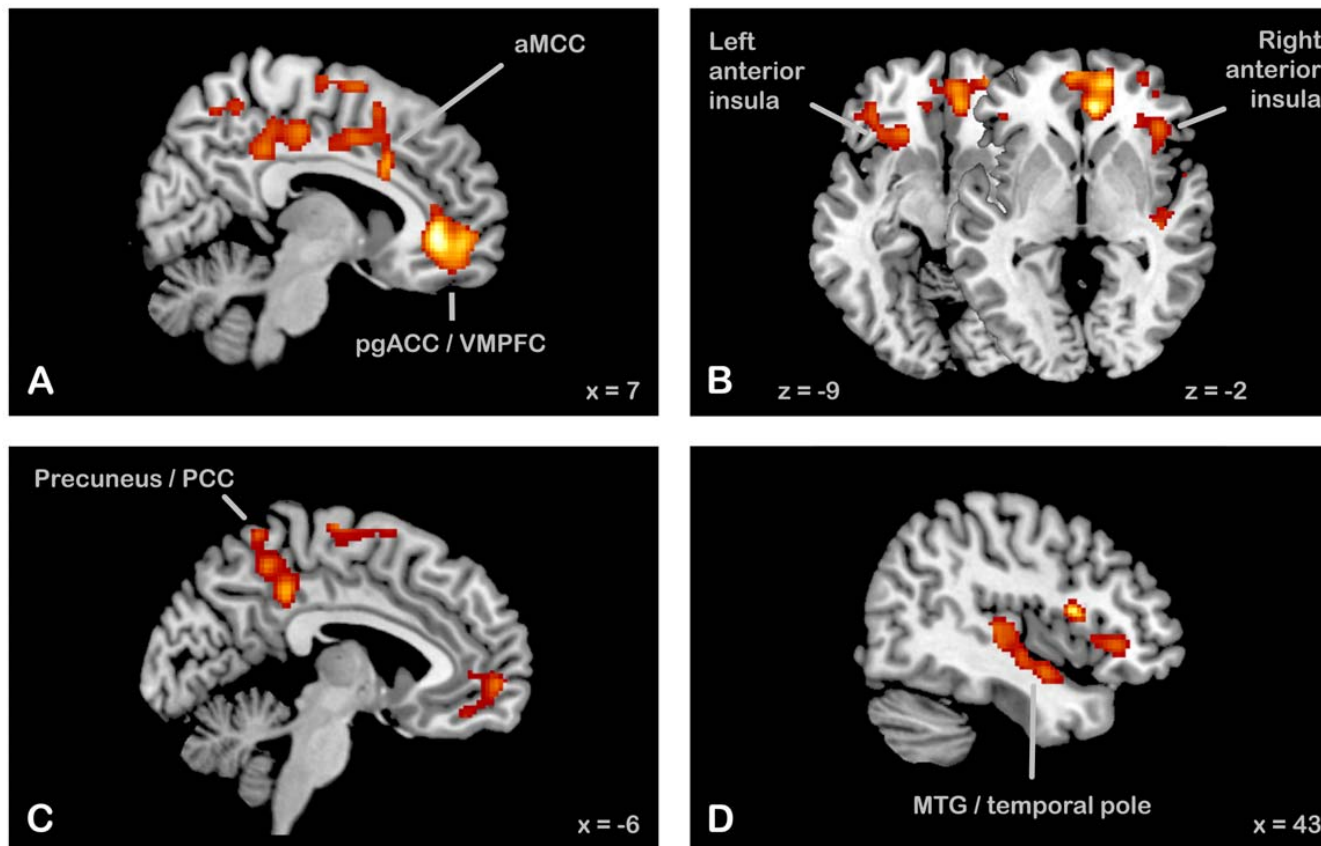 aMCC
pgACC / VMPFC
A
x = 7
Left
anterior
insula
Right
anterior
insula
B
z = -9
z = -2
Precuneus / PCC
C
x = -6
MTG / temporal pole
D
x = 43